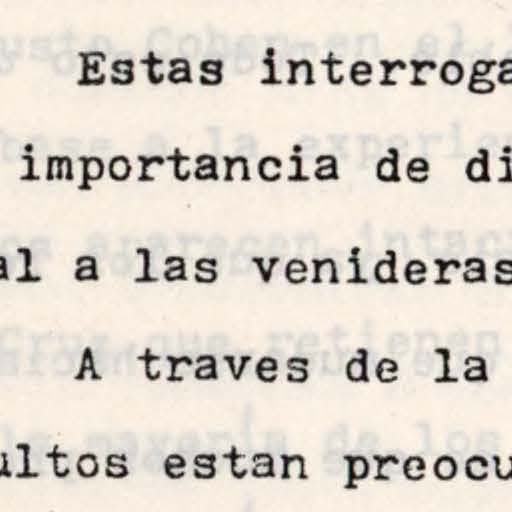 Estas interroga
importancia de di
al a las venideras
A traves de la
ultos estan preocu